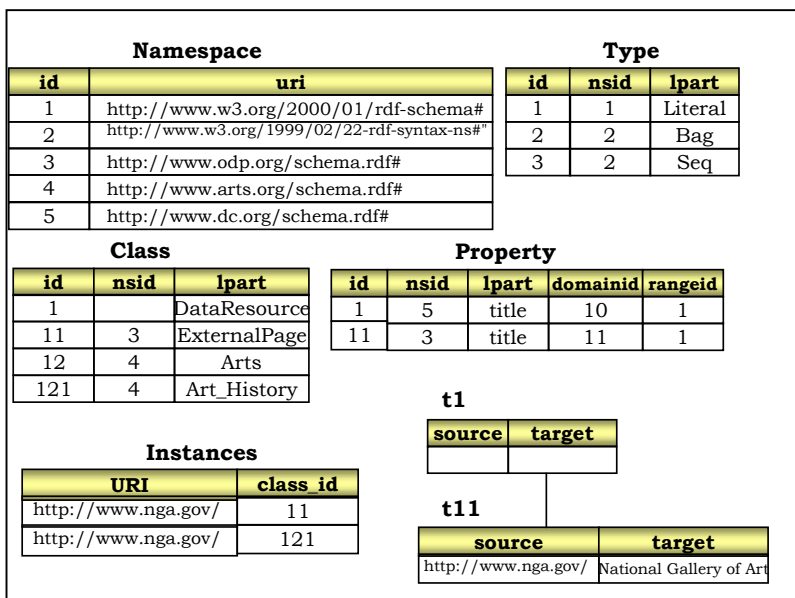 Namespace
id uri
1 http://www.w3.org/2000/01/rdf-schema#
2 http://www.w3.org/1999/02/22-rdf-syntax-ns#"
3 http://www.odp.org/schema.rdf#
4 http://www.arts.org/schema.rdf#
5 http://www.dc.org/schema.rdf#
Type
id nsid lpart
1 1 Literal
2 2 Bag
3 2 Seq
Class
id nsid lpart
1 DataResource
11 3 ExternalPage
12 4 Arts
121 4 Art_History
Property
id nsid lpart domainid rangeid
1 5 title 10 1
11 3 title 11 1
Instances
URI class_id
http://www.nga.gov/ 11
http://www.nga.gov/ 121
t1
source target
t11
source target
http://www.nga.gov/ National Gallery of Art